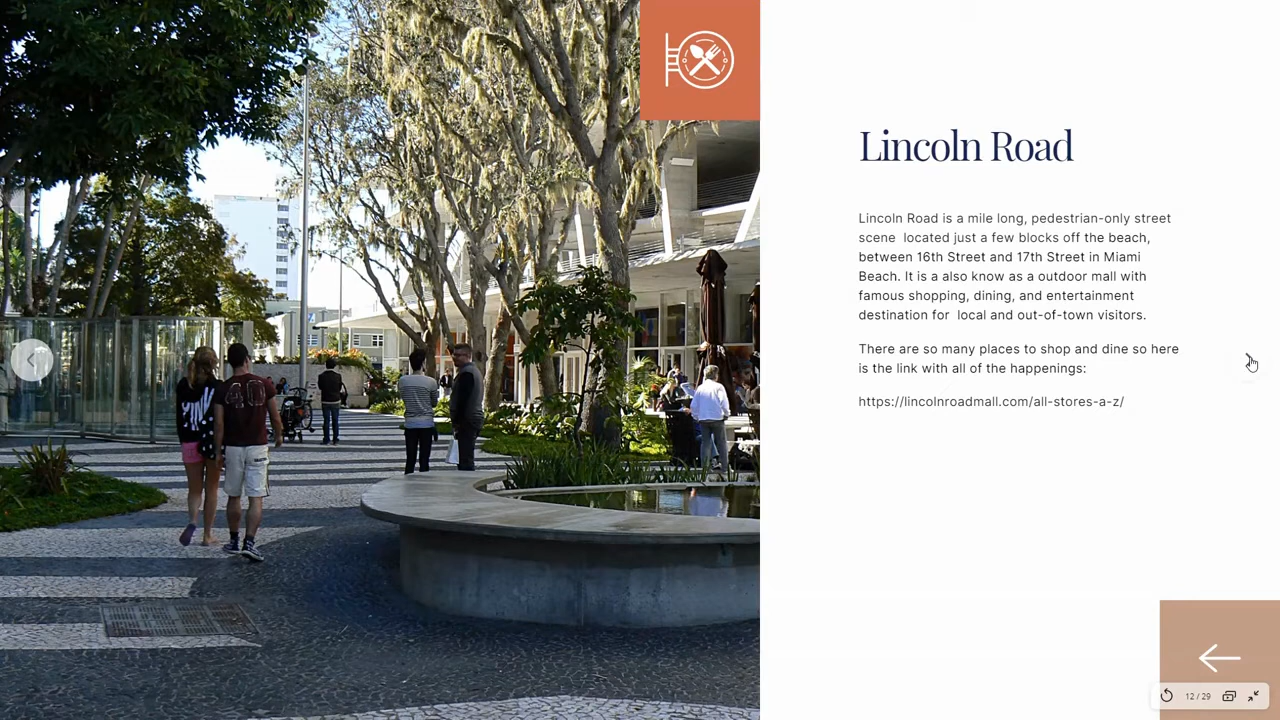 Lincoln Road
Lincoln Road is a mile long, pedestrian-only street
scene  located just a few blocks off the beach,
between 16th Street and 17th Street in Miami
Beach. It is a also know as a outdoor mall with
famous shopping, dining, and entertainment
destination for  local and out-of-town visitors.
There are so many places to shop and dine so here
is the link with all of the happenings:
https://lincolnroadmall.com/all-stores-a-z/
PINK
40
12 / 29